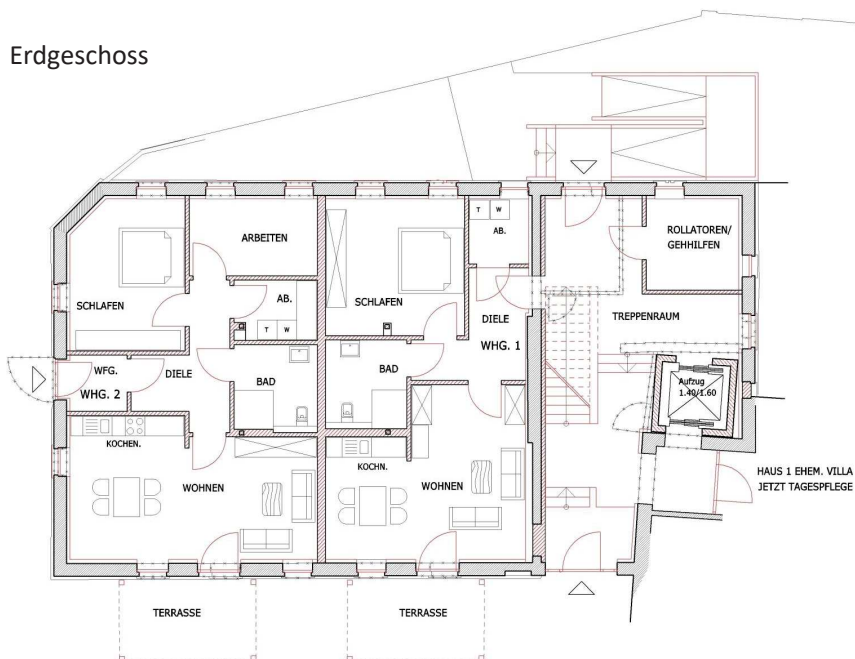 Erdgeschoss
T W
AB.
ROLLATOREN/
GEHHILFEN
ARBEITEN
SCHLAFEN
AB.
T W
SCHLAFEN
DIELE
WHG. 1
TREPPENRAUM
WFG.
WHG. 2
DIELE
BAD
BAD
Aufzug
1.40/1.60
KOCHEN.
WOHNEN
KOCHN.
WOHNEN
HAUS 1 EHEM. VILLA
JETZT TAGESPFLEGE
TERRASSE
TERRASSE